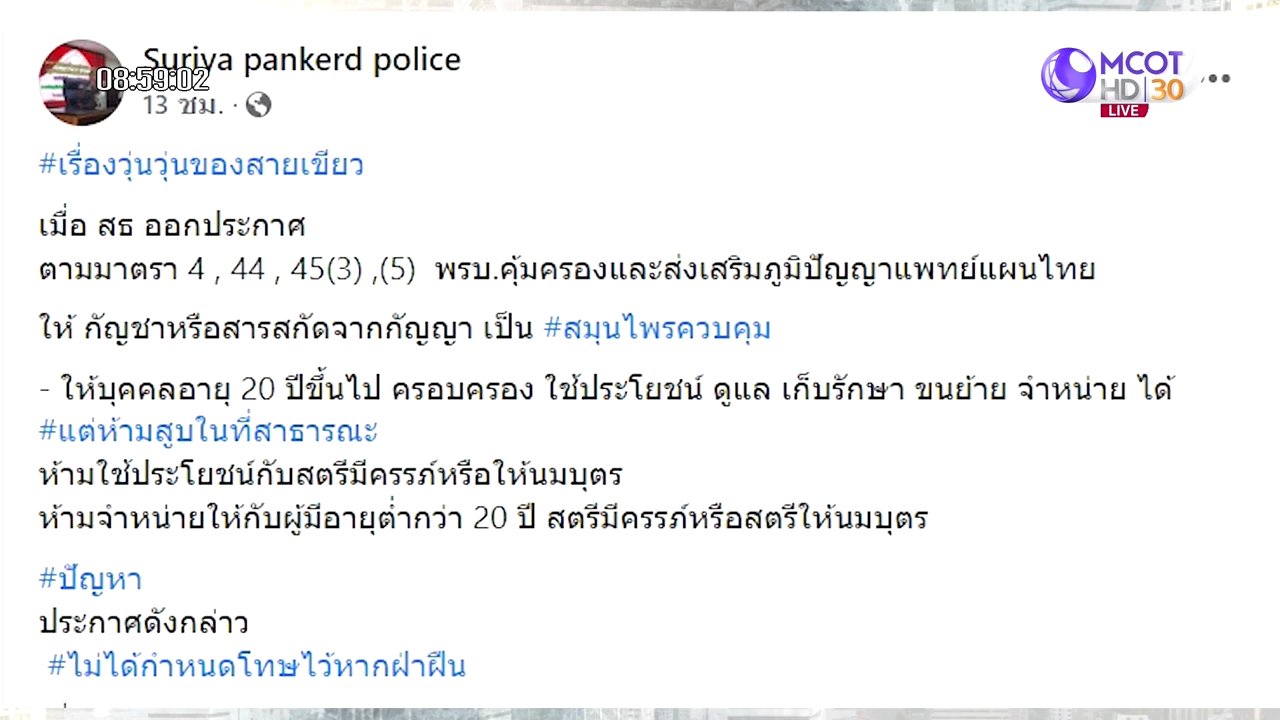 Suriya pankerd police
08:59:02
13 ชม. ·
MCOT
HD 30
LIVE
#เรื่องวุ่นวุ่นของสายเขียว
เมื่อ สธ ออกประกาศ
ตามมาตรา 4 , 44 , 45(3) ,(5) พรบ.คุ้มครองและส่งเสริมภูมิปัญญาแพทย์แผนไทย
ให้ กัญชาหรือสารสกัดจากกัญญา เป็น #สมุนไพรควบคุม
- ให้บุคคลอายุ 20 ปีขึ้นไป ครอบครอง ใช้ประโยชน์ ดูแล เก็บรักษา ขนย้าย จำหน่าย ได้
#แต่ห้ามสูบในที่สาธารณะ
ห้ามใช้ประโยชน์กับสตรีมีครรภ์หรือให้นมบุตร
ห้ามจำหน่ายให้กับผู้มีอายุต่ำกว่า 20 ปี สตรีมีครรภ์หรือสตรีให้นมบุตร
#ปัญหา
ประกาศดังกล่าว
#ไม่ได้กำหนดโทษไว้หากฝ่าฝืน